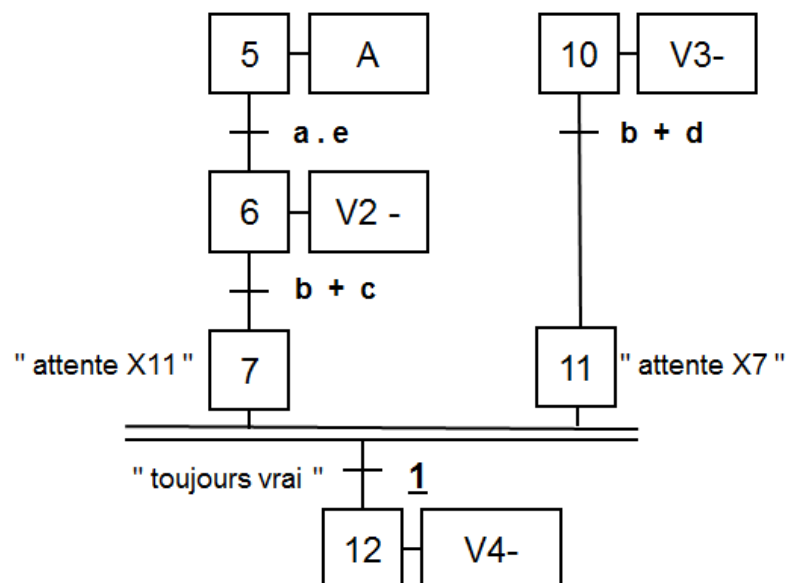 5 A 10 V3-
a . e b + d
6 V2 -
b + c
" attente X11 " 7 11 " attente X7 "
" toujours vrai " 1
12 V4-